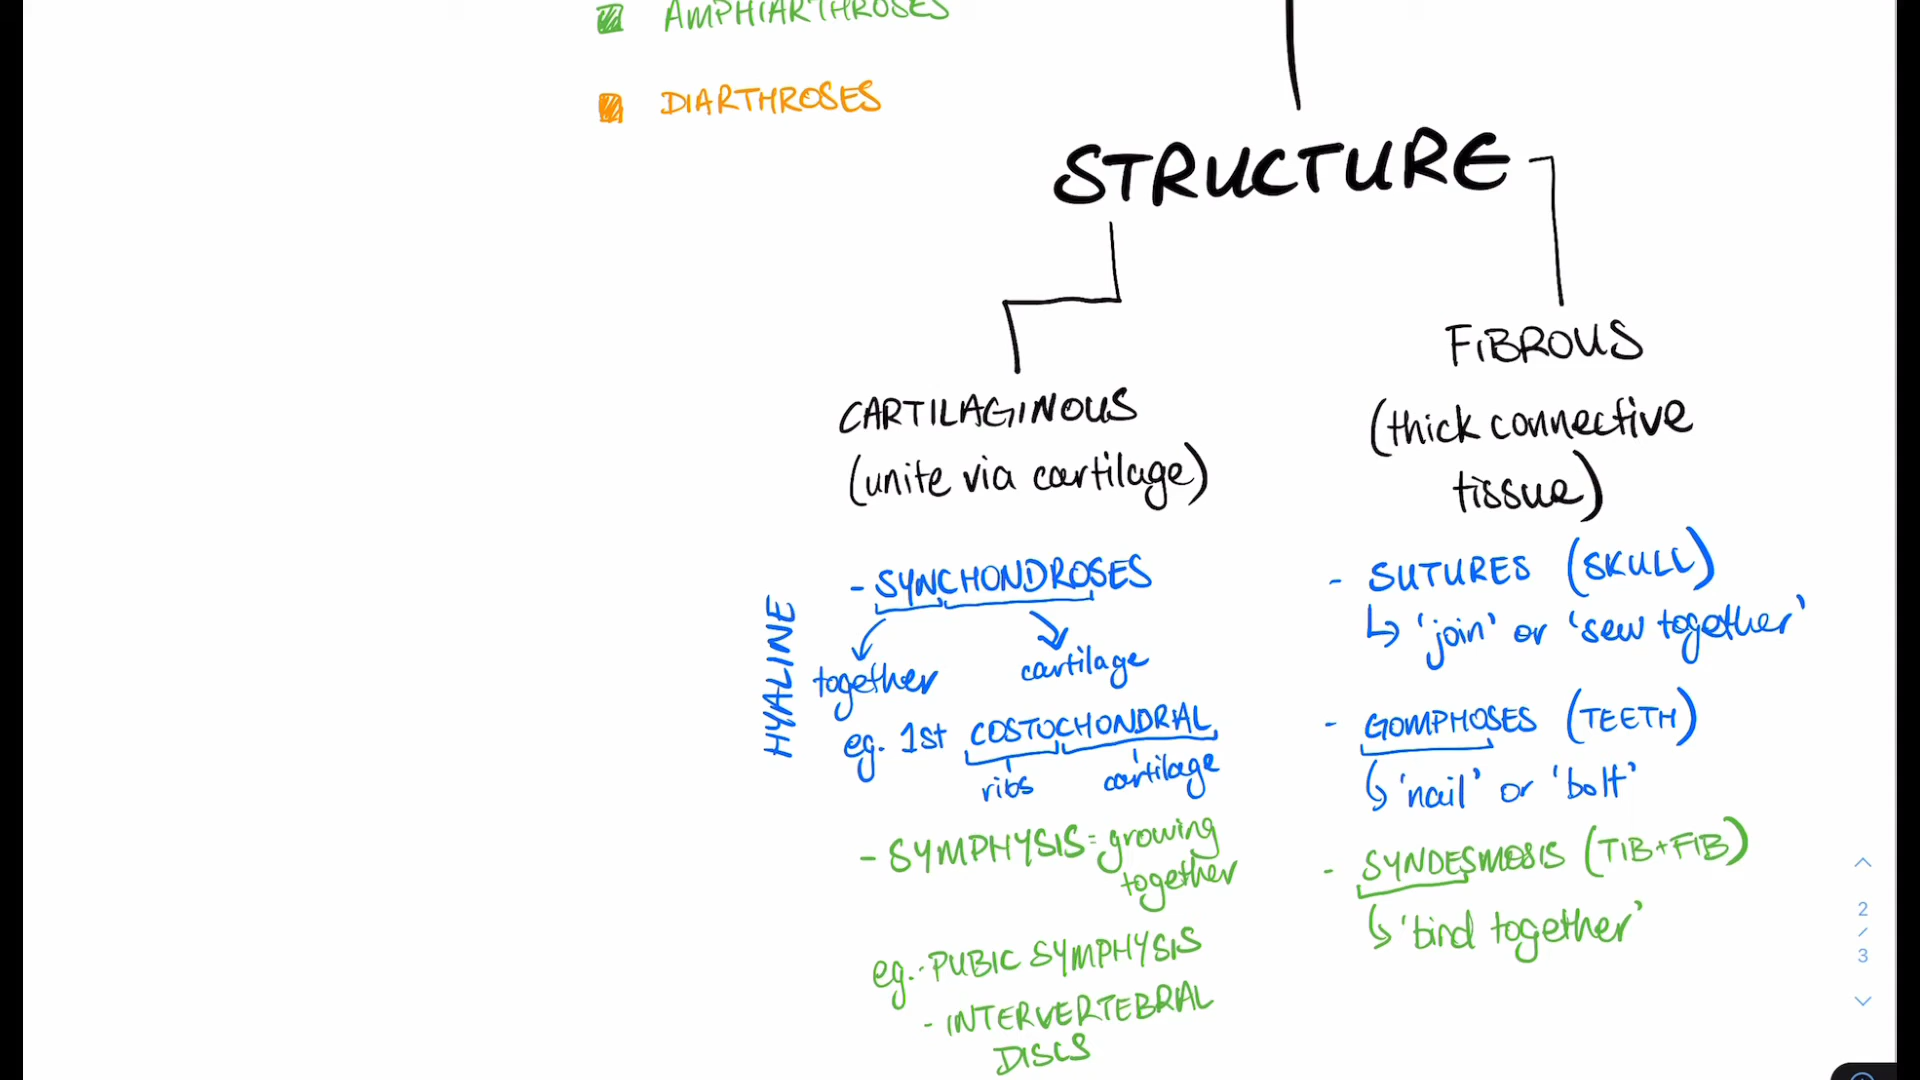 AMPHIARTHROSES
DIARTHROSES
STRUCTURE
CARTILAGINOUS
(unite via cartilage)
- SYNCHONDROSES
together
cartilage
HYALINE
eg. 1st COSTOCHONDRAL
ribs
cartilage
- SYMPHYSIS = growing
together
eg. - PUBIC SYMPHYSIS
- INTERVERTEBRIAL
DISCS
FIBROUS
(thick connective
tissue)
- SUTURES (SKULL)
↳ 'join' or 'sew together'
- GOMPHOSES (TEETH)
↳ 'nail' or 'bolt'
- SYNDESMOSIS (TIB+FIB)
↳ 'bind together'
2
/
3